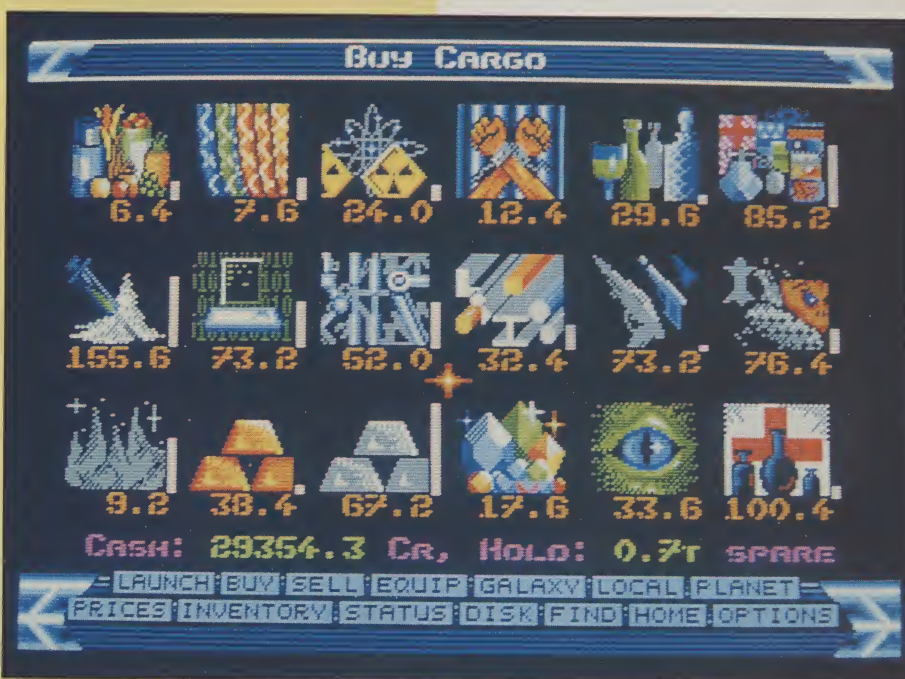 BUY CARGO
6.4 7.6 24.0 12.4 29.6 85.2
010 010
155.6 73.2 52.0 32.4 73.2 76.4
9.2 38.4 67.2 17.6 33.6 100.4
CASH: 29354.3 CR, HOLD: 0.7T SPARE
LAUNCH BUY SELL EQUIP GALAXY LOCAL PLANET
PRICES INVENTORY STATUS DISK FIND HOME OPTIONS